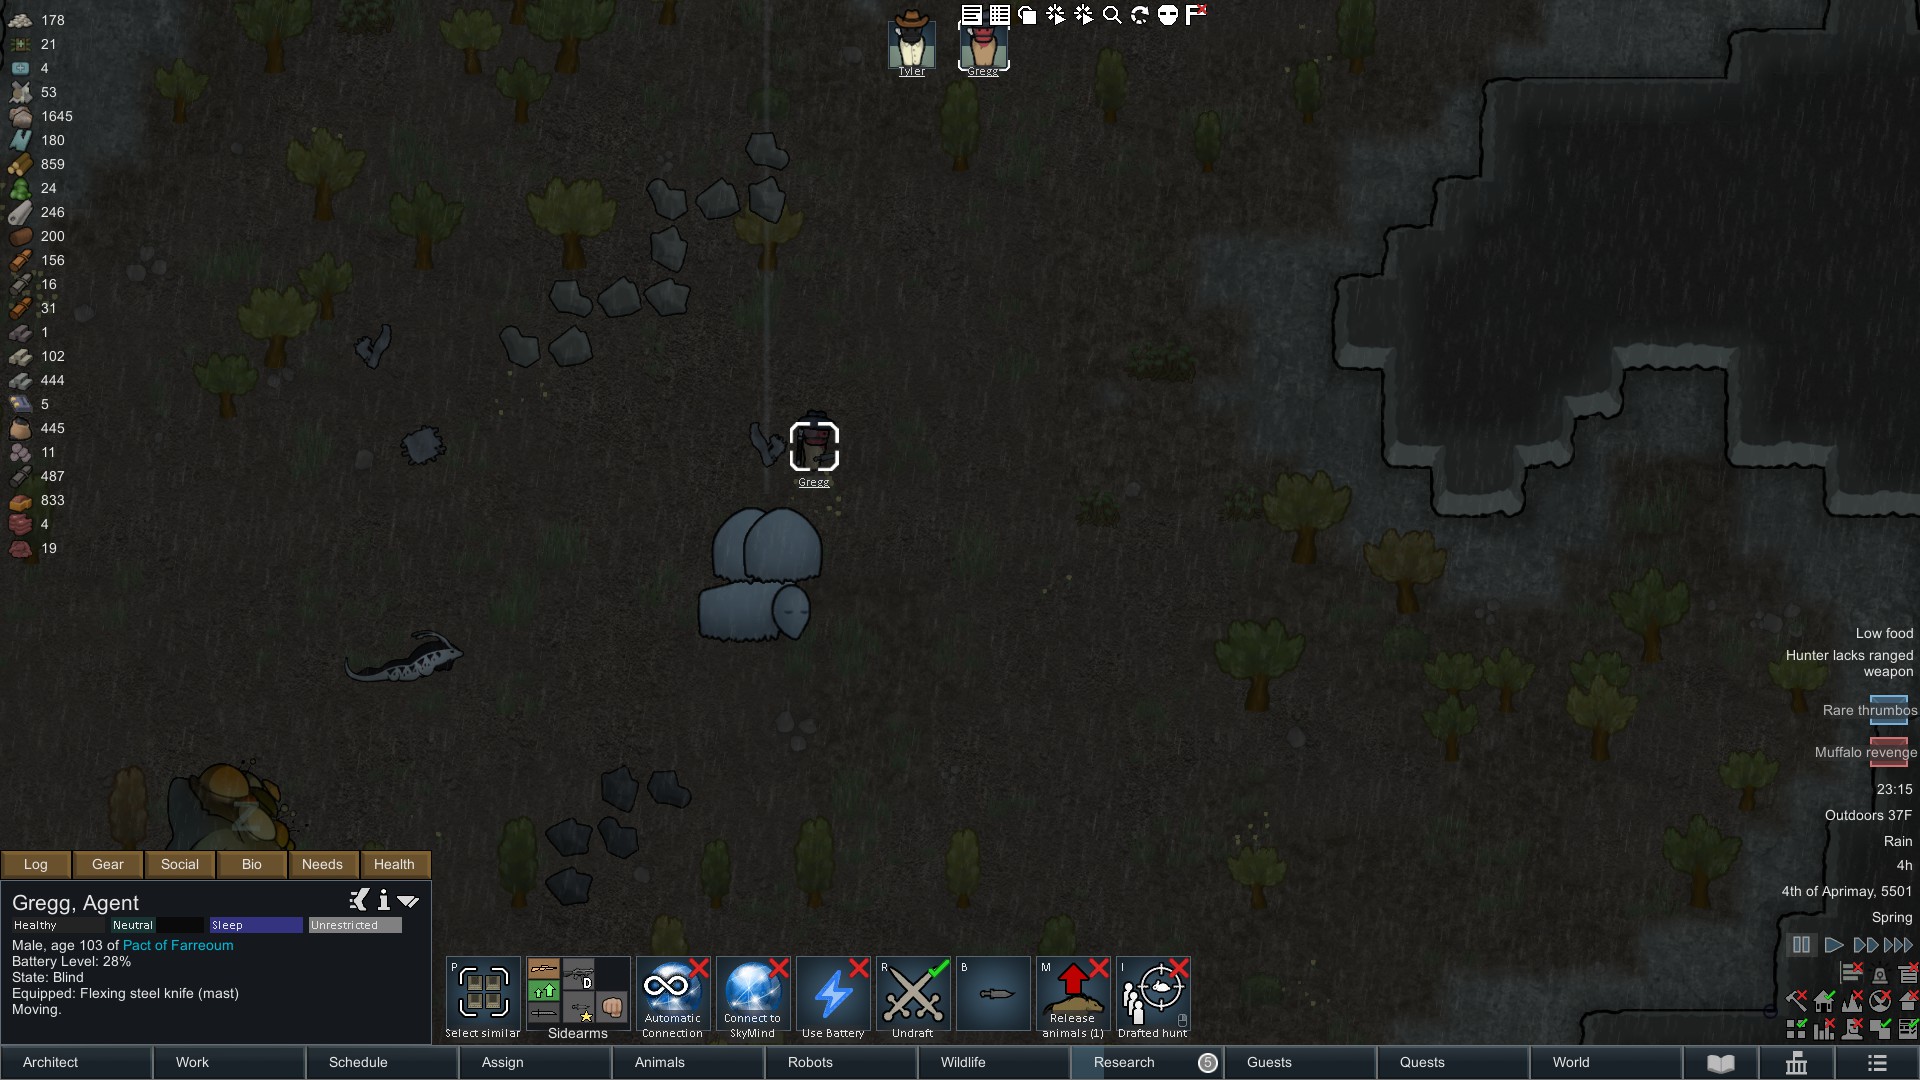 178
21
4
53
1645
180
859
24
246
200
156
16
31
1
102
444
5
445
11
487
833
4
19
Tyler
Gregg
Gregg
Low food
Hunter lacks ranged
weapon
Rare thrumbos
Muffalo revenge
23:15
Outdoors 37F
Rain
4h
4th of Aprimay, 5501
Spring
Log
Gear
Social
Bio
Needs
Health
Gregg, Agent
Healthy
Neutral
Sleep
Unrestricted
Male, age 103 of Pact of Farreoum
Battery Level: 28%
State: Blind
Equipped: Flexing steel knife (mast)
Moving.
P
Select similar
D
Sidearms
Automatic
Connection
Connect to
SkyMind
Use Battery
R
Undraft
B
M
Release
animals (1)
I
Drafted hunt
Architect
Work
Schedule
Assign
Animals
Robots
Wildlife
Research
5
Guests
Quests
World